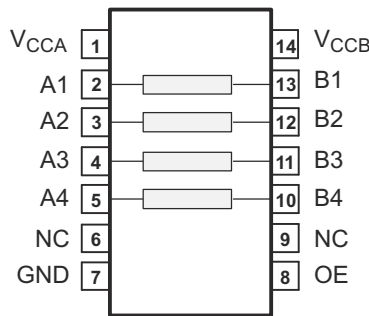 VCCA 1 14 VCCB
A1 2 13 B1
A2 3 12 B2
A3 4 11 B3
A4 5 10 B4
NC 6 9 NC
GND 7 8 OE